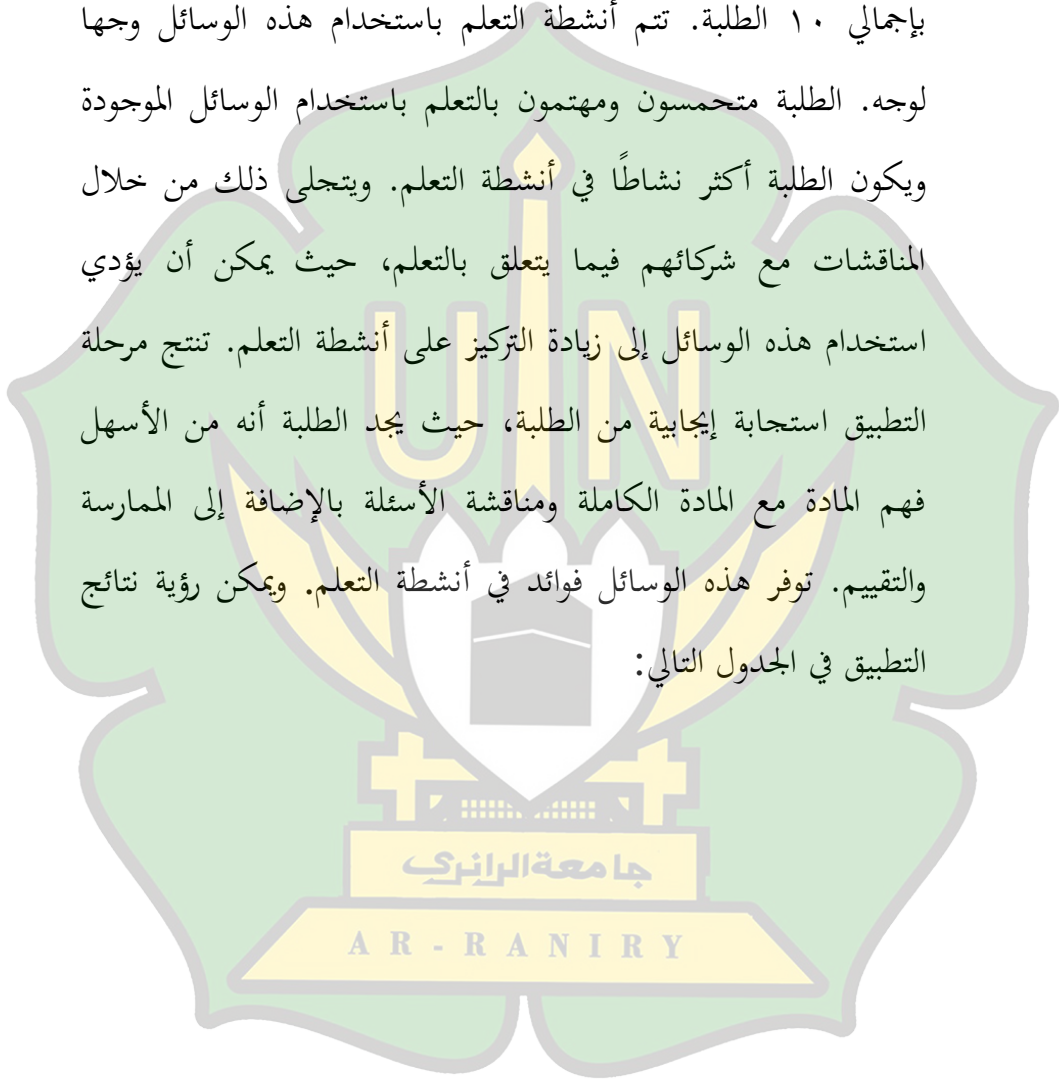 بإجمالي ١٠ الطلبة. تتم أنشطة التعلم باستخدام هذه الوسائل وجها
لوجه. الطلبة متحمسون ومهتمون بالتعلم باستخدام الوسائل الموجودة
ويكون الطلبة أكثر نشاطًا في أنشطة التعلم. ويتجلى ذلك من خلال
المناقشات مع شركائهم فيما يتعلق بالتعلم، حيث يمكن أن يؤدي
استخدام هذه الوسائل إلى زيادة التركيز على أنشطة التعلم. تنتج مرحلة
التطبيق استجابة إيجابية من الطلبة، حيث يجد الطلبة أنه من الأسهل
فهم المادة مع المادة الكاملة ومناقشة الأسئلة بالإضافة إلى الممارسة
والتقييم. توفر هذه الوسائل فوائد في أنشطة التعلم. ويمكن رؤية نتائج
التطبيق في الجدول التالي:
UIN
جامعة الرانري
AR-RANIRY